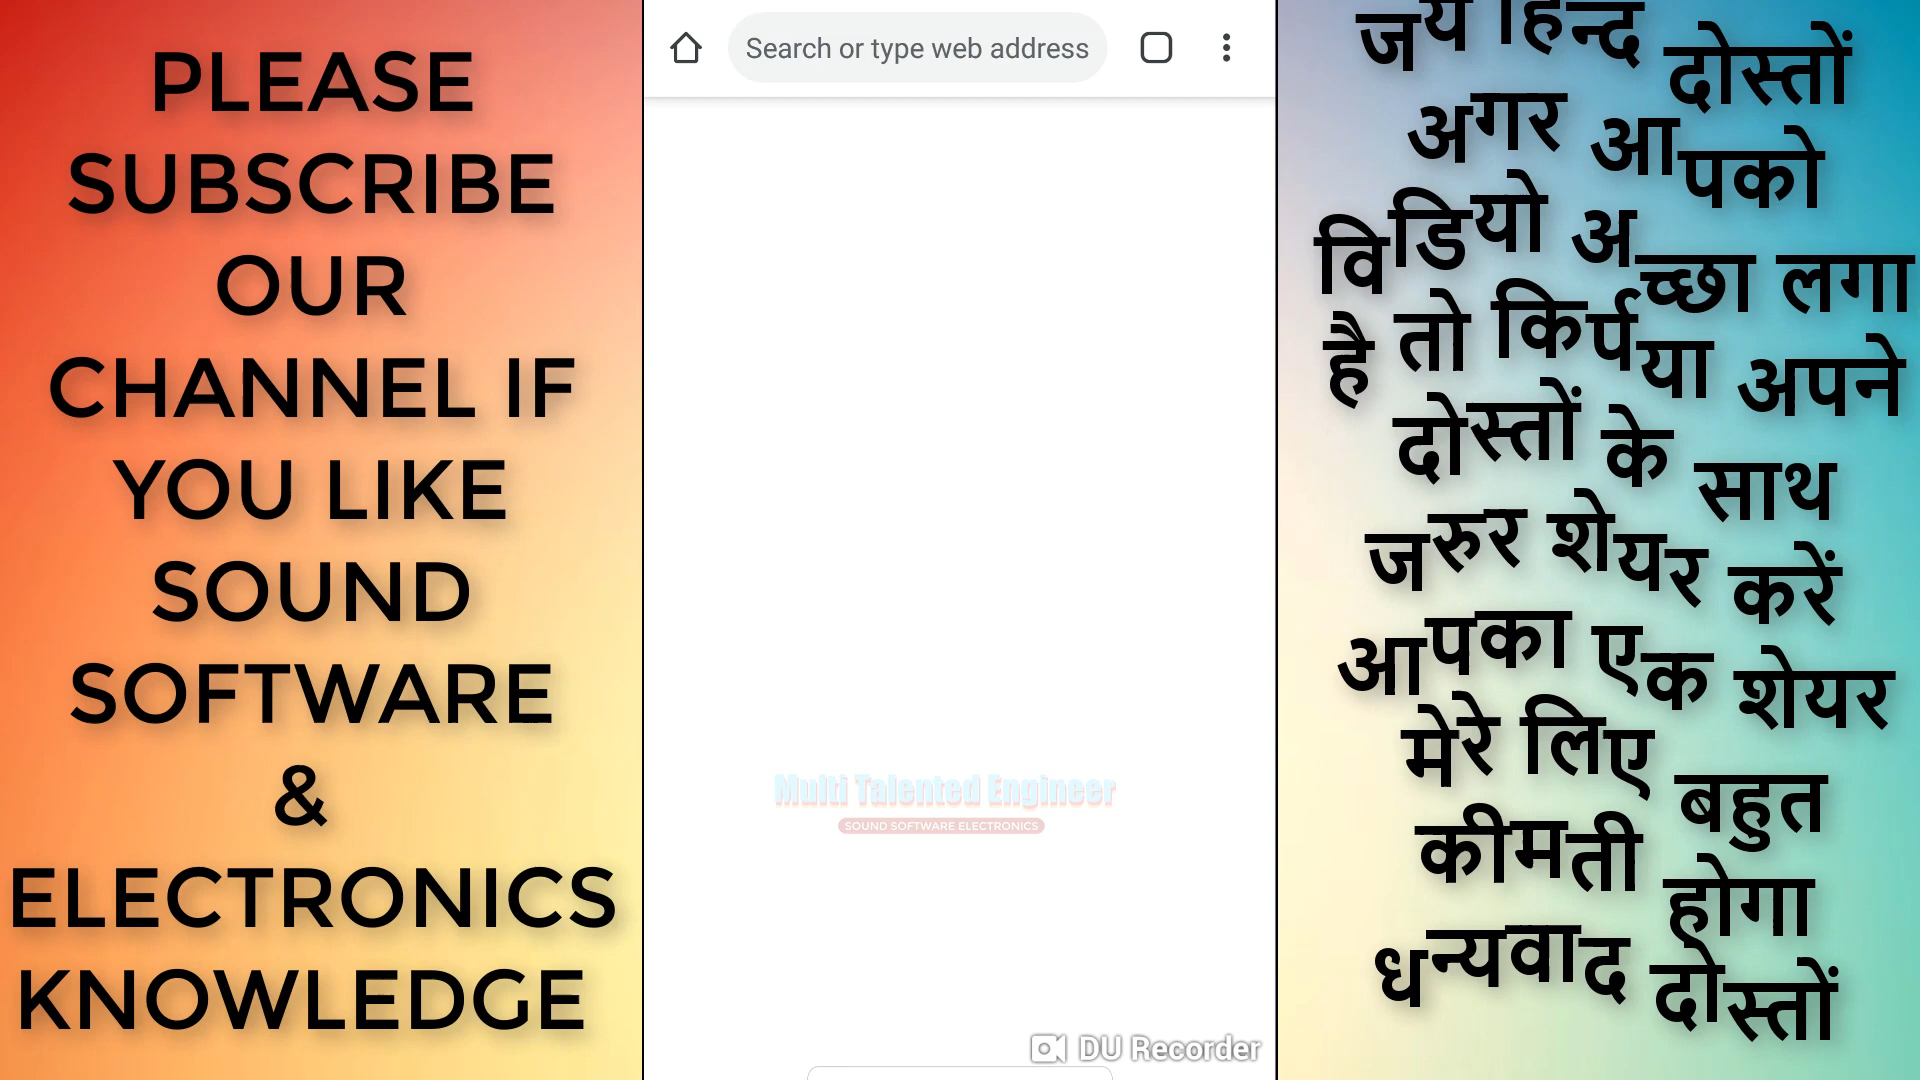 PLEASE
SUBSCRIBE
OUR
CHANNEL IF
YOU LIKE
SOUND
SOFTWARE
&
ELECTRONICS
KNOWLEDGE
Search or type web address
Multi Talented Engineer
SOUND SOFTWARE ELECTRONICS
DU Recorder
जय हिन्द दोस्तों
अगर आपको
विडियो अच्छा लगा
है तो किर्पया अपने
दोस्तों के साथ
जरुर शेयर करें
आपका एक शेयर
मेरे लिए बहुत
कीमती होगा
धन्यवाद दोस्तों